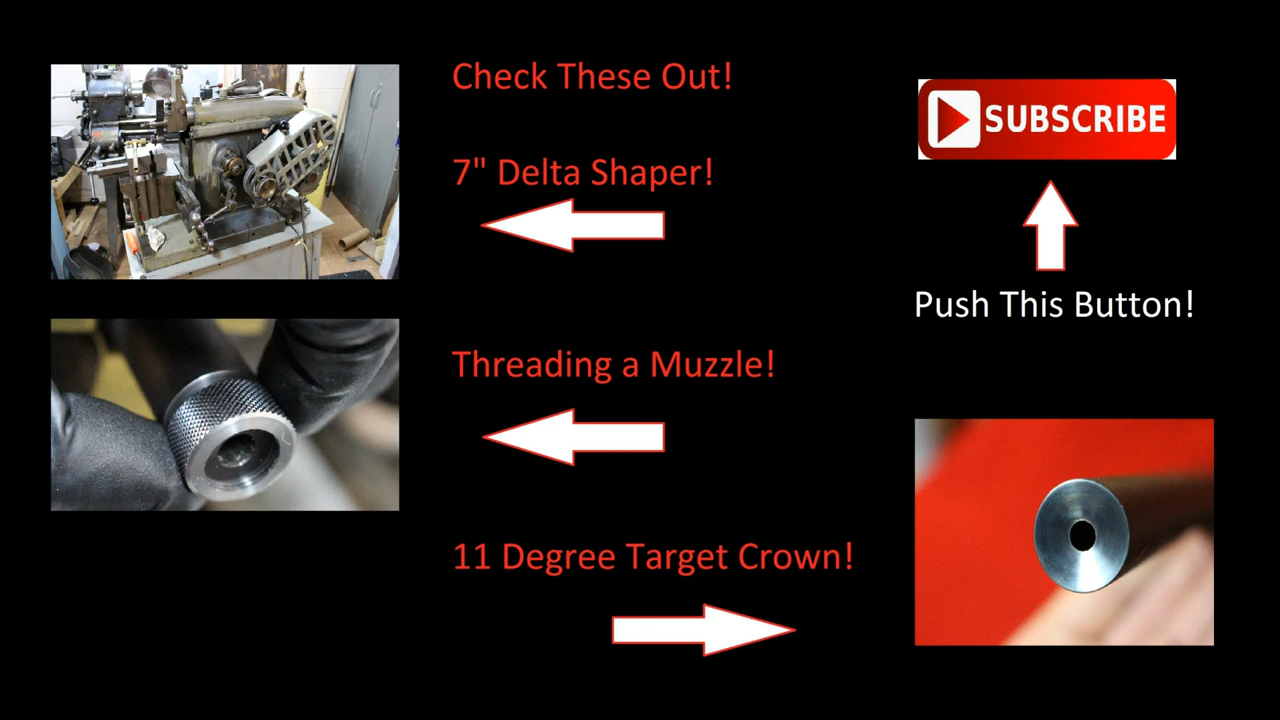 Check These Out!
7" Delta Shaper!
Threading a Muzzle!
11 Degree Target Crown!
SUBSCRIBE
Push This Button!